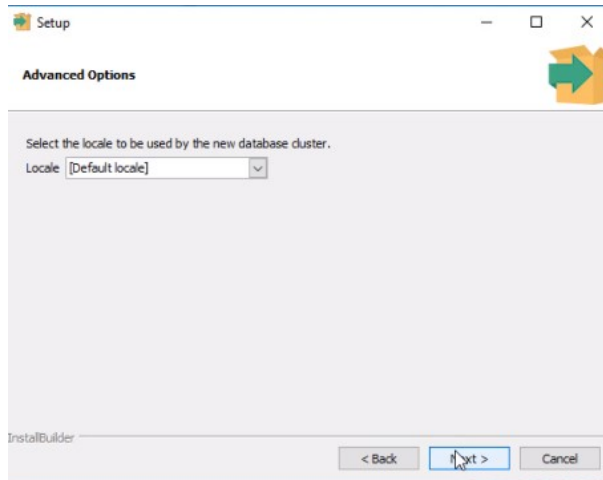 Setup
Advanced Options
Select the locale to be used by the new database cluster.
Locale [Default locale]
InstallBuilder
< Back Next > Cancel